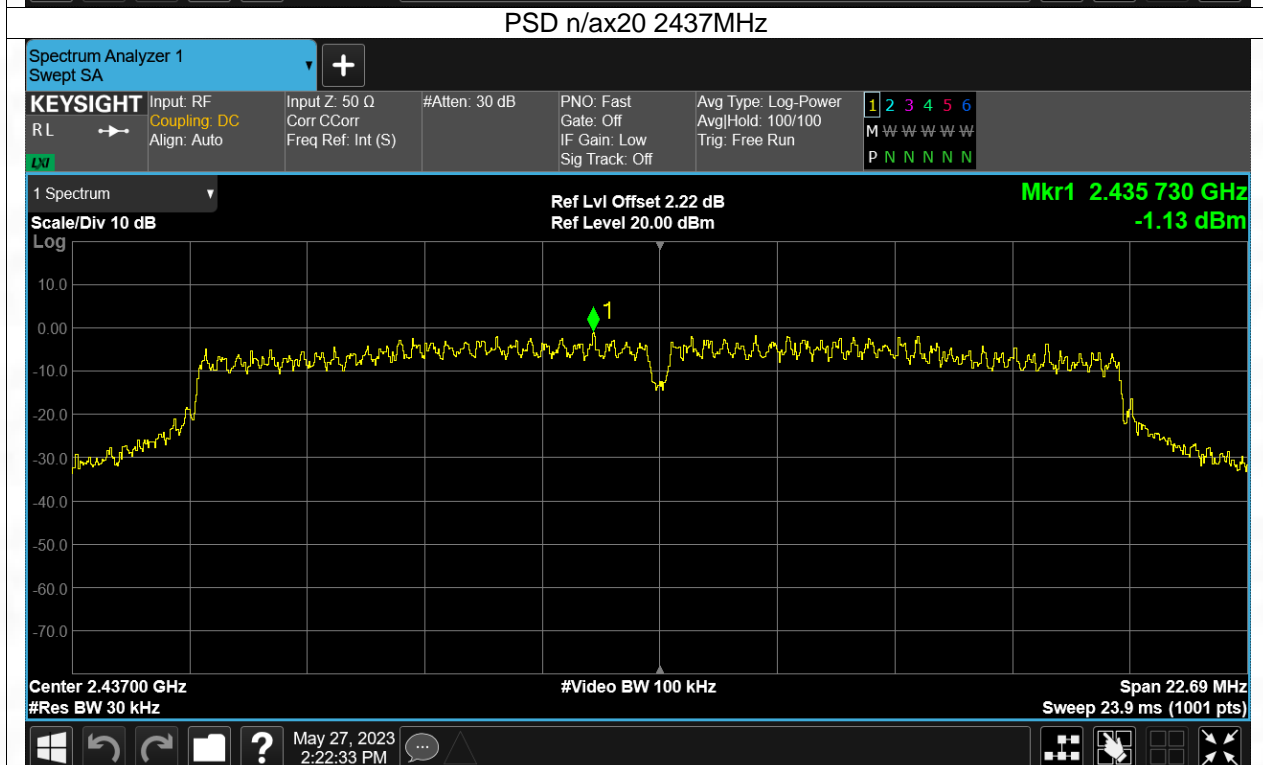 PSD n/ax20 2437MHz
Spectrum Analyzer 1
Swept SA
KEYSIGHT
RL
LXI
Input: RF
Coupling: DC
Align: Auto
Input Z: 50 Ω
Corr CCorr
Freq Ref: Int (S)
#Atten: 30 dB
PNO: Fast
Gate: Off
IF Gain: Low
Sig Track: Off
Avg Type: Log-Power
Avg|Hold: 100/100
Trig: Free Run
1 2 3 4 5 6
M W W W W W
P N N N N N
1 Spectrum
Scale/Div 10 dB
Log
Ref Lvl Offset 2.22 dB
Ref Level 20.00 dBm
Mkr1 2.435 730 GHz
-1.13 dBm
10.0
0.00
-10.0
-20.0
-30.0
-40.0
-50.0
-60.0
-70.0
1
Center 2.43700 GHz
#Res BW 30 kHz
#Video BW 100 kHz
Span 22.69 MHz
Sweep 23.9 ms (1001 pts)
?
May 27, 2023
2:22:33 PM